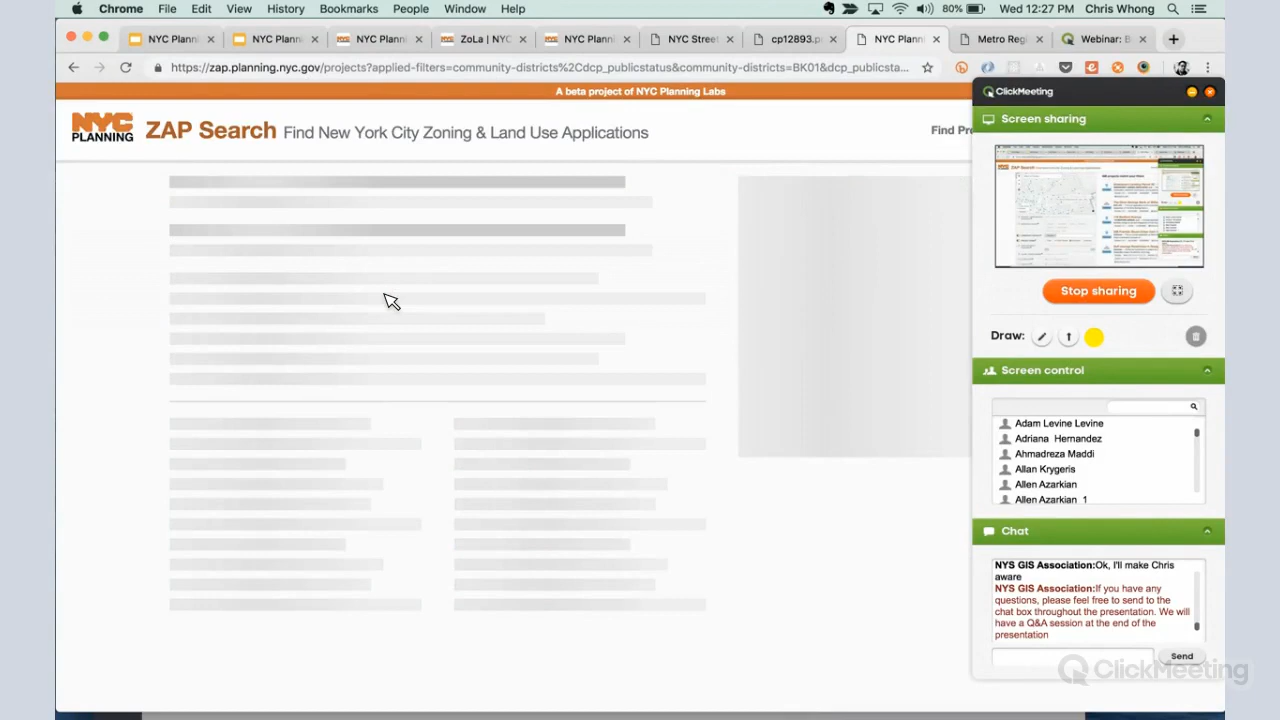 Chrome File Edit View History Bookmarks People Window Help 80% Wed 12:27 PM Chris Whong
NYC Planni NYC Plann NYC Planni ZoLa | NYC NYC Planni NYC Street cp12893.p NYC Planni Metro Regi Webinar: B
https://zap.planning.nyc.gov/projects?applied-filters=community-districts%2Cdcp_publicstatus&community-districts=BK01&dcp_publicsta...
A beta project of NYC Planning Labs
NYC
PLANNING
ZAP Search Find New York City Zoning & Land Use Applications
Find Pr
ClickMeeting
Screen sharing
Stop sharing
Draw:
Screen control
Adam Levine Levine
Adriana Hernandez
Ahmadreza Maddi
Allan Krygeris
Allen Azarkian
Allen Azarkian 1
Chat
NYS GIS Association:Ok, I'll make Chris
aware
NYS GIS Association:If you have any
questions, please feel free to send to the
chat box throughout the presentation. We will
have a Q&A session at the end of the
presentation
Send
ClickMeeting